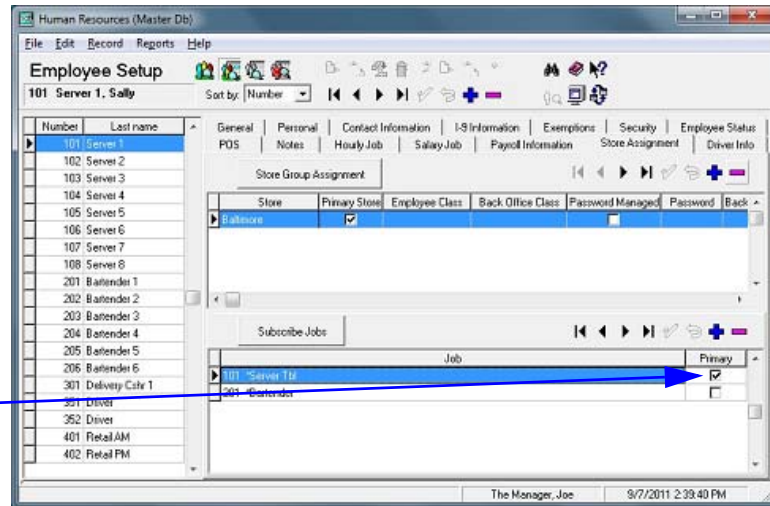 Human Resources (Master Db)
File Edit Record Reports Help
Employee Setup
101 Server 1, Sally
Sort by: Number
Number Last name
101 Server 1
102 Server 2
103 Server 3
104 Server 4
105 Server 5
106 Server 6
107 Server 7
108 Server 8
201 Bartender 1
202 Bartender 2
203 Bartender 3
204 Bartender 4
205 Bartender 5
206 Bartender 6
301 Delivery Cshr 1
351 Driver
352 Driver
401 Retail AM
402 Retail PM
General Personal Contact Information I-9 Information Exemptions Security Employee Status
POS Notes Hourly Job Salary Job Payroll Information Store Assignment Driver Info
Store Group Assignment
Store Primary Store Employee Class Back Office Class Password Managed Password Back
Baltimore
Subscribe Jobs
Job Primary
101 *Server Tbl
201 *Bartender
The Manager, Joe 9/7/2011 2:39:40 PM